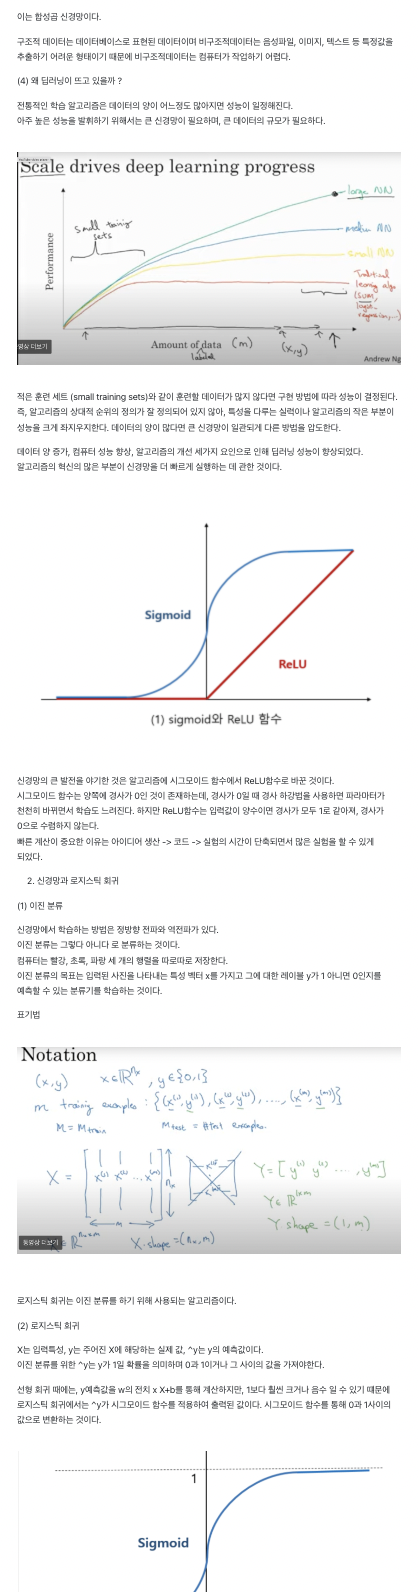 이는 합성곱 신경망이다.
구조적 데이터는 데이터베이스로 표현된 데이터이며 비구조적데이터는 음성파일, 이미지, 텍스트 등 특정값을
추출하기 어려운 형태이기 때문에 비구조적데이터는 컴퓨터가 작업하기 어렵다.
(4) 왜 딥러닝이 뜨고 있을까 ?
전통적인 학습 알고리즘은 데이터의 양이 어느정도 많아지면 성능이 일정해진다.
아주 높은 성능을 발휘하기 위해서는 큰 신경망이 필요하며, 큰 데이터의 규모가 필요하다.
Scale drives deep learning progress
large NN
small training sets
medium NN
small NN
Performance
Traditional learning algo
(SUM, logistic regression,...)
영상 더보기
Amount of data (m)
labeled
(x,y)
Andrew Ng
적은 훈련 세트 (small training sets)와 같이 훈련할 데이터가 많지 않다면 구현 방법에 따라 성능이 결정된다.
즉, 알고리즘의 상대적 순위의 정의가 잘 정의되어 있지 않아, 특성을 다루는 실력이나 알고리즘의 작은 부분이
성능을 크게 좌지우지한다. 데이터의 양이 많다면 큰 신경망이 일관되게 다른 방법을 압도한다.
데이터 양 증가, 컴퓨터 성능 향상, 알고리즘의 개선 세가지 요인으로 인해 딥러닝 성능이 향상되었다.
알고리즘의 혁신의 많은 부분이 신경망을 더 빠르게 실행하는 데 관한 것이다.
Sigmoid
ReLU
(1) sigmoid와 ReLU 함수
신경망의 큰 발전을 야기한 것은 알고리즘에 시그모이드 함수에서 ReLU함수로 바꾼 것이다.
시그모이드 함수는 양쪽에 경사가 0인 것이 존재하는데, 경사가 0일 때 경사 하강법을 사용하면 파라마터가
천천히 바뀌면서 학습도 느려진다. 하지만 ReLU함수는 입력값이 양수이면 경사가 모두 1로 같아져, 경사가
0으로 수렴하지 않는다.
빠른 계산이 중요한 이유는 아이디어 생산 -> 코드 -> 실험의 시간이 단축되면서 많은 실험을 할 수 있게
되었다.
2. 신경망과 로지스틱 회귀
(1) 이진 분류
신경망에서 학습하는 방법은 정방향 전파와 역전파가 있다.
이진 분류는 그렇다 아니다 로 분류하는 것이다.
컴퓨터는 빨강, 초록, 파랑 세 개의 행렬을 따로따로 저장한다.
이진 분류의 목표는 입력된 사진을 나타내는 특성 벡터 x를 가지고 그에 대한 레이블 y가 1 아니면 0인지를
예측할 수 있는 분류기를 학습하는 것이다.
표기법
Notation
(x,y) x∈ℝ^nx, y∈{0,1}
m training examples : {(x^(1),y^(1)), (x^(2),y^(2)), ...., (x^(m),y^(m))}
M = M train M test = # test examples.
X = [x^(1) x^(2) ... x^(m)] nx
m
Y = [y^(1) y^(2) ... y^(m)]
Y∈ℝ^1×m
Y.shape = (1,m)
동영상 더보기
ℝ^nx×m X.shape = (nx,m)
로지스틱 회귀는 이진 분류를 하기 위해 사용되는 알고리즘이다.
(2) 로지스틱 회귀
X는 입력특성, y는 주어진 X에 해당하는 실제 값, ^y는 y의 예측값이다.
이진 분류를 위한 ^y는 y가 1일 확률을 의미하며 0과 1이거나 그 사이의 값을 가져야한다.
선형 회귀 때에는, y예측값을 w의 전치 x X+b를 통해 계산하지만, 1보다 훨씬 크거나 음수 일 수 있기 때문에
로지스틱 회귀에서는 ^y가 시그모이드 함수를 적용하여 출력된 값이다. 시그모이드 함수를 통해 0과 1사이의
값으로 변환하는 것이다.
1
Sigmoid